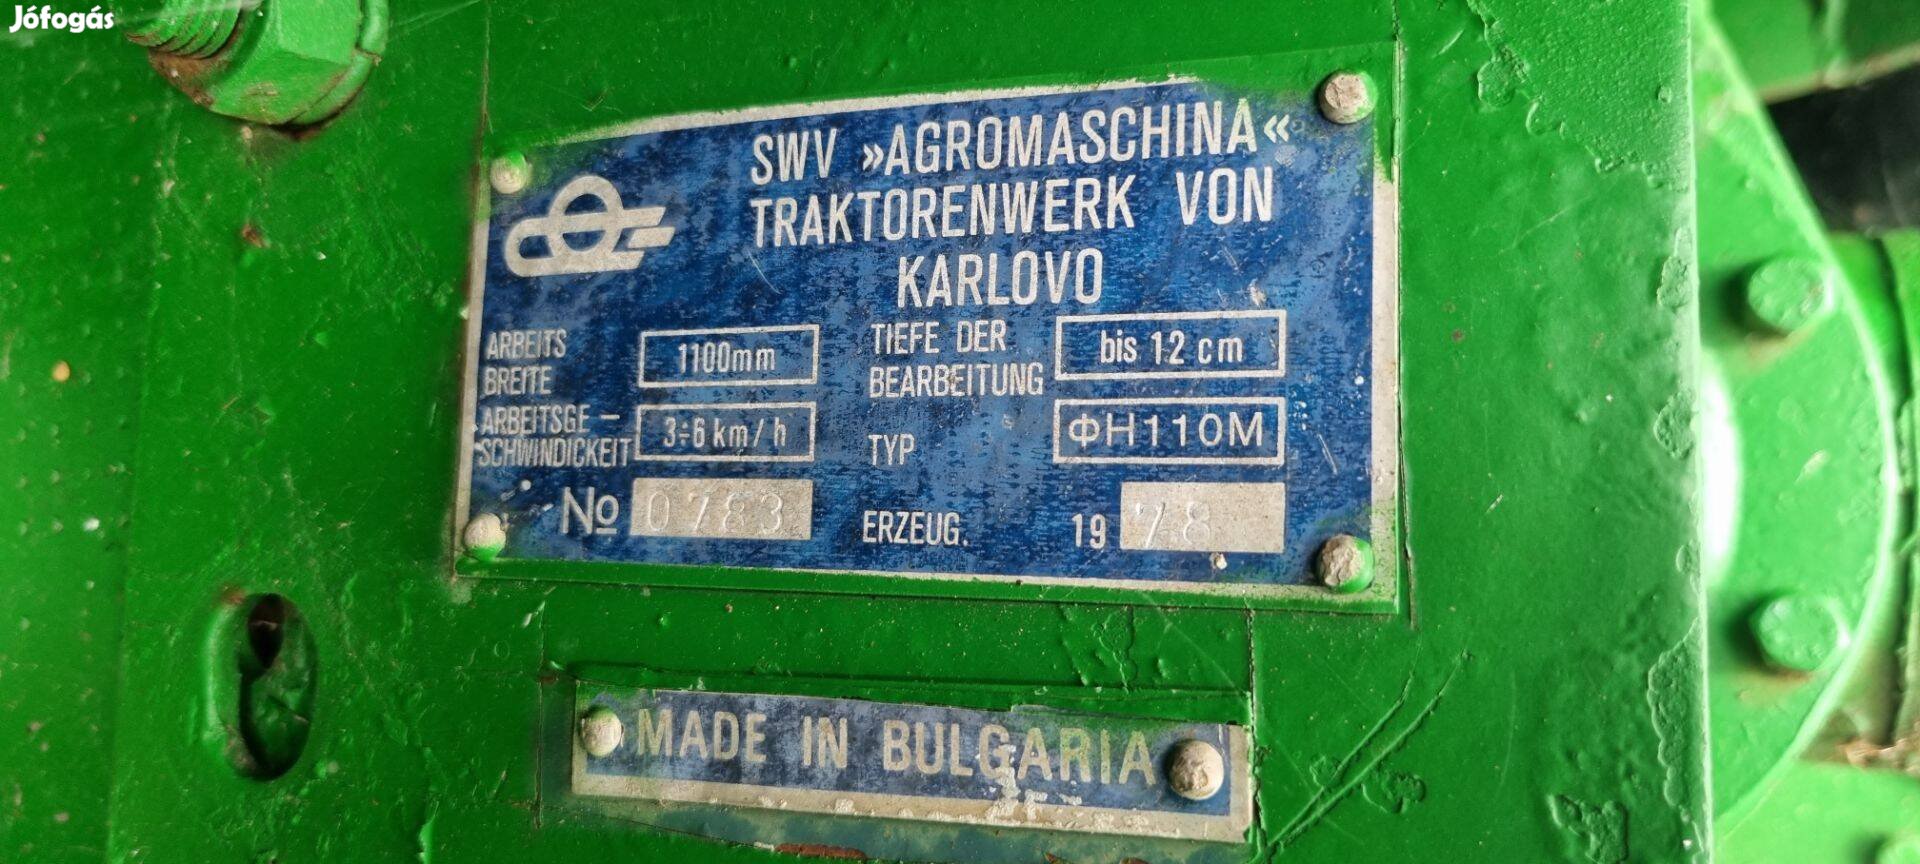 Jófogás
SWV »AGROMASCHINA«
TRAKTORENWERK VON
KARLOVO
ARBEITS
BREITE
1100mm
TIEFE DER
BEARBEITUNG
bis 12 cm
ARBEITSGE –
SCHWINDICKEIT
3÷6 km/h
TYP
ФН110М
№ 0783
ERZEUG. 1978
MADE IN BULGARIA